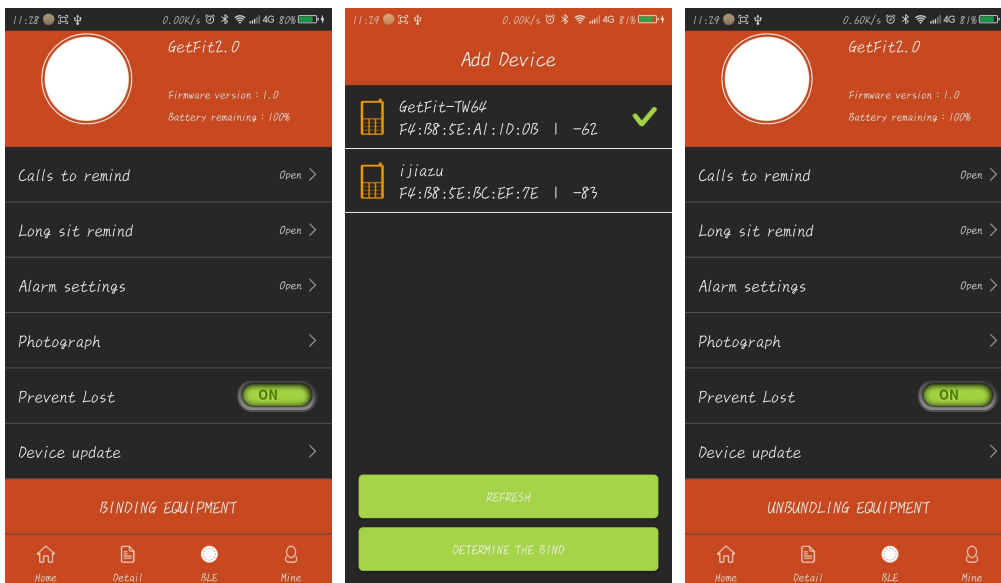 11:28 0.00K/s 4G 80%
GetFit2.0
Firmware version : 1.0
Battery remaining : 100%
Calls to remind Open >
Long sit remind Open >
Alarm settings Open >
Photograph >
Prevent Lost ON
Device update >
BINDING EQUIPMENT
Home Detail BLE Mine
11:29 0.00K/s 4G 81%
Add Device
GetFit-TW64
F4:B8:5E:A1:1D:0B | -62
ijiazu
F4:B8:5E:BC:EF:7E | -83
REFRESH
DETERMINE THE BIND
11:29 0.60K/s 4G 81%
GetFit2.0
Firmware version : 1.0
Battery remaining : 100%
Calls to remind Open >
Long sit remind Open >
Alarm settings Open >
Photograph >
Prevent Lost ON
Device update >
UNBUNDLING EQUIPMENT
Home Detail BLE Mine